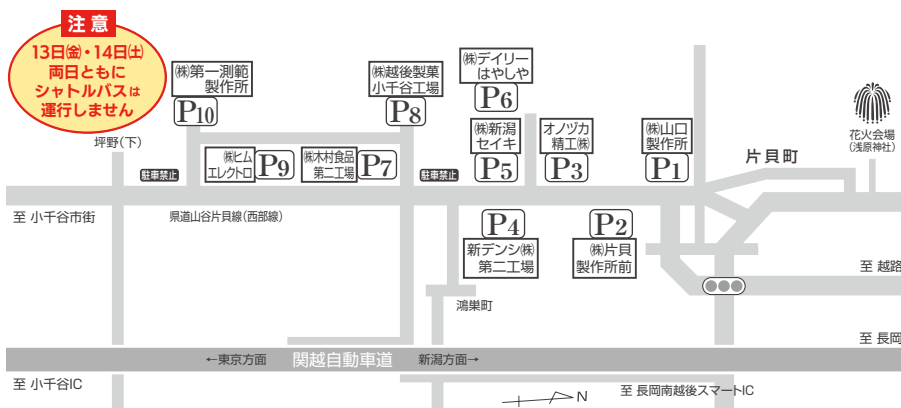 注意
13日㈮・14日㈯
両日ともに
シャトルバスは
運行しません
㈱第一測範
製作所
P10
㈱越後製菓
小千谷工場
P8
㈱デイリー
はやしや
P6
花火会場
(浅原神社)
坪野(下)
駐車禁止
㈱ヒム
エレクトロ
P9
㈱木村食品
第二工場
P7
駐車禁止
㈱新潟
セイキ
P5
オノヅカ
精工㈱
P3
㈱山口
製作所
P1
片貝町
至 小千谷市街
県道山谷片貝線(西部線)
P4
新デンシ㈱
第二工場
P2
㈱片貝
製作所前
至 越路
鴻巣町
至 長岡
←東京方面
関越自動車道
新潟方面→
至 小千谷IC
N
至 長岡南越後スマートIC